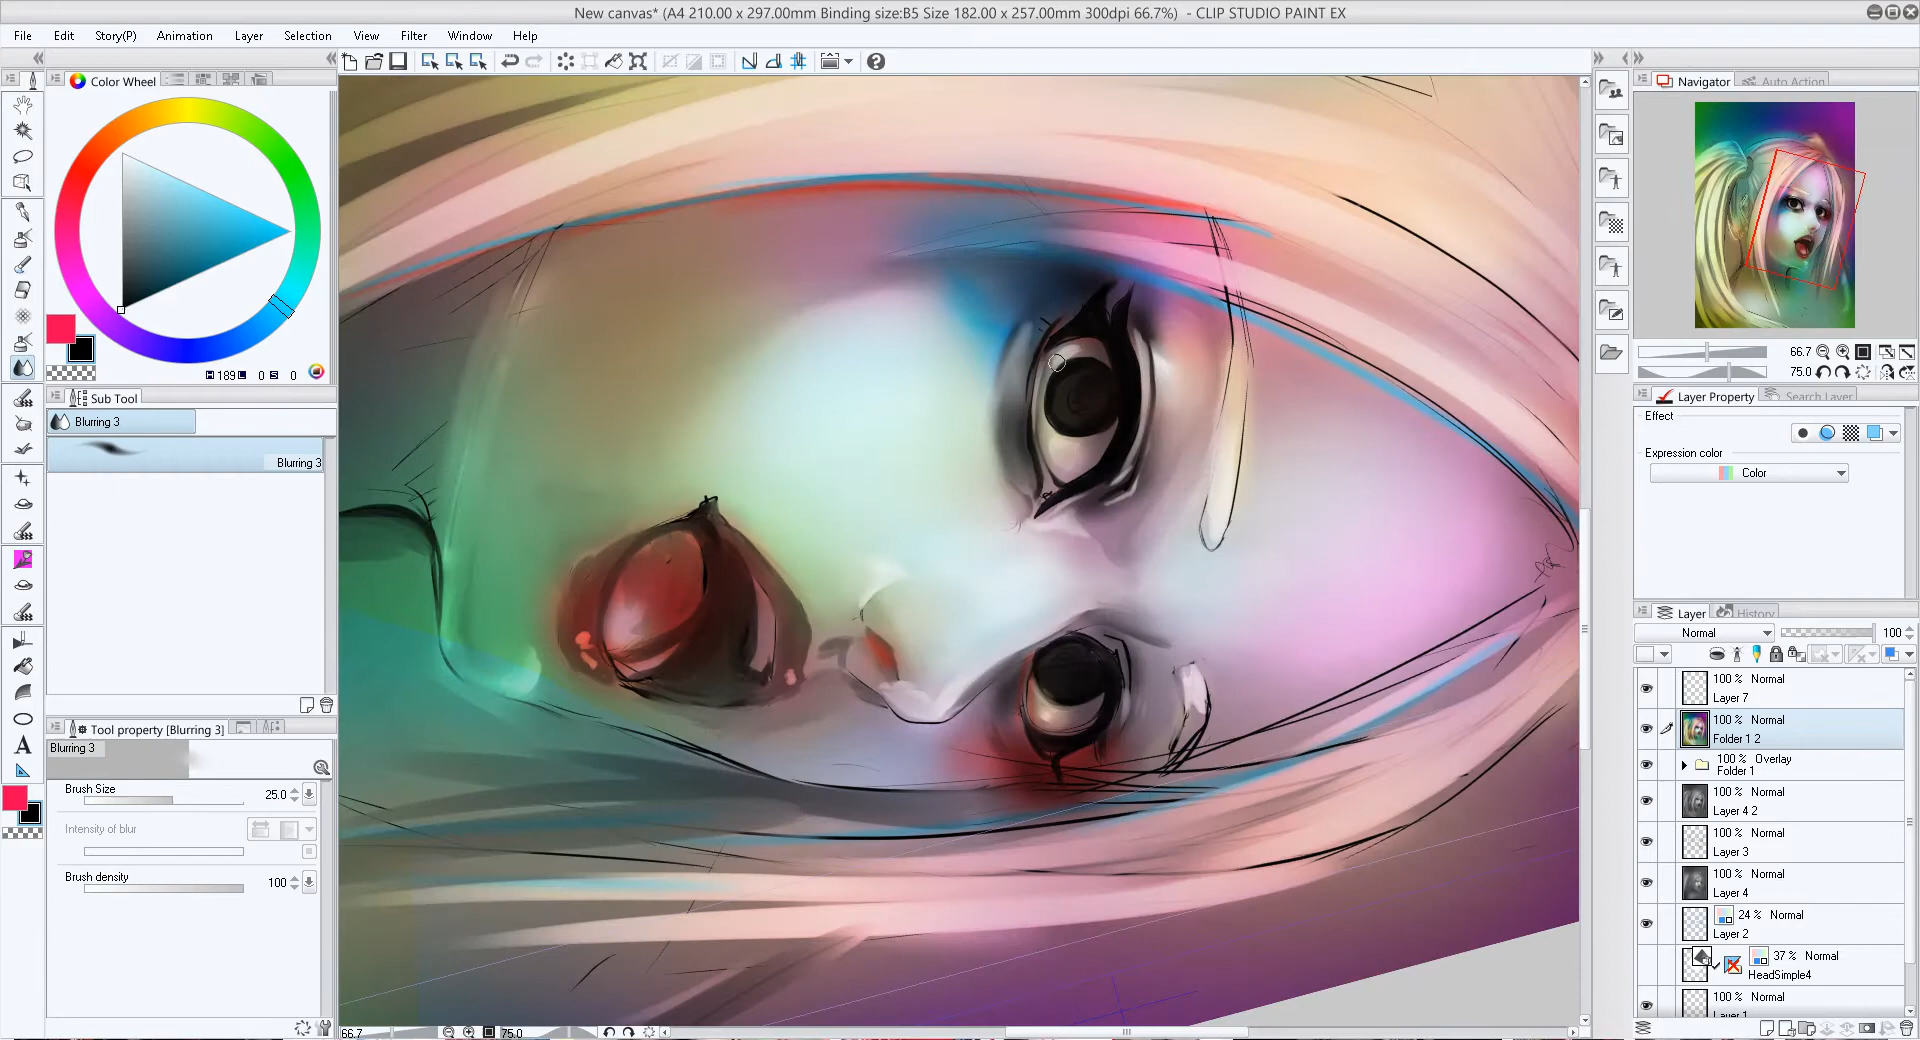 New canvas* (A4 210.00 x 297.00mm Binding size:B5 Size 182.00 x 257.00mm 300dpi 66.7%) - CLIP STUDIO PAINT EX
File Edit Story(P) Animation Layer Selection View Filter Window Help
Color Wheel
H 189 L 0 S 0
Sub Tool
Blurring 3
Blurring 3
Tool property [Blurring 3]
Blurring 3
Brush Size 25.0
Intensity of blur
Brush density 100
A
66.7 75.0
Navigator Auto Action
66.7
75.0
Layer Property Search Layer
Effect
Expression color
Color
Layer History
Normal 100
100 % Normal
Layer 7
100 % Normal
Folder 1 2
100 % Overlay
Folder 1
100 % Normal
Layer 4 2
100 % Normal
Layer 3
100 % Normal
Layer 4
24 % Normal
Layer 2
37 % Normal
HeadSimple4
100 % Normal
Layer 1